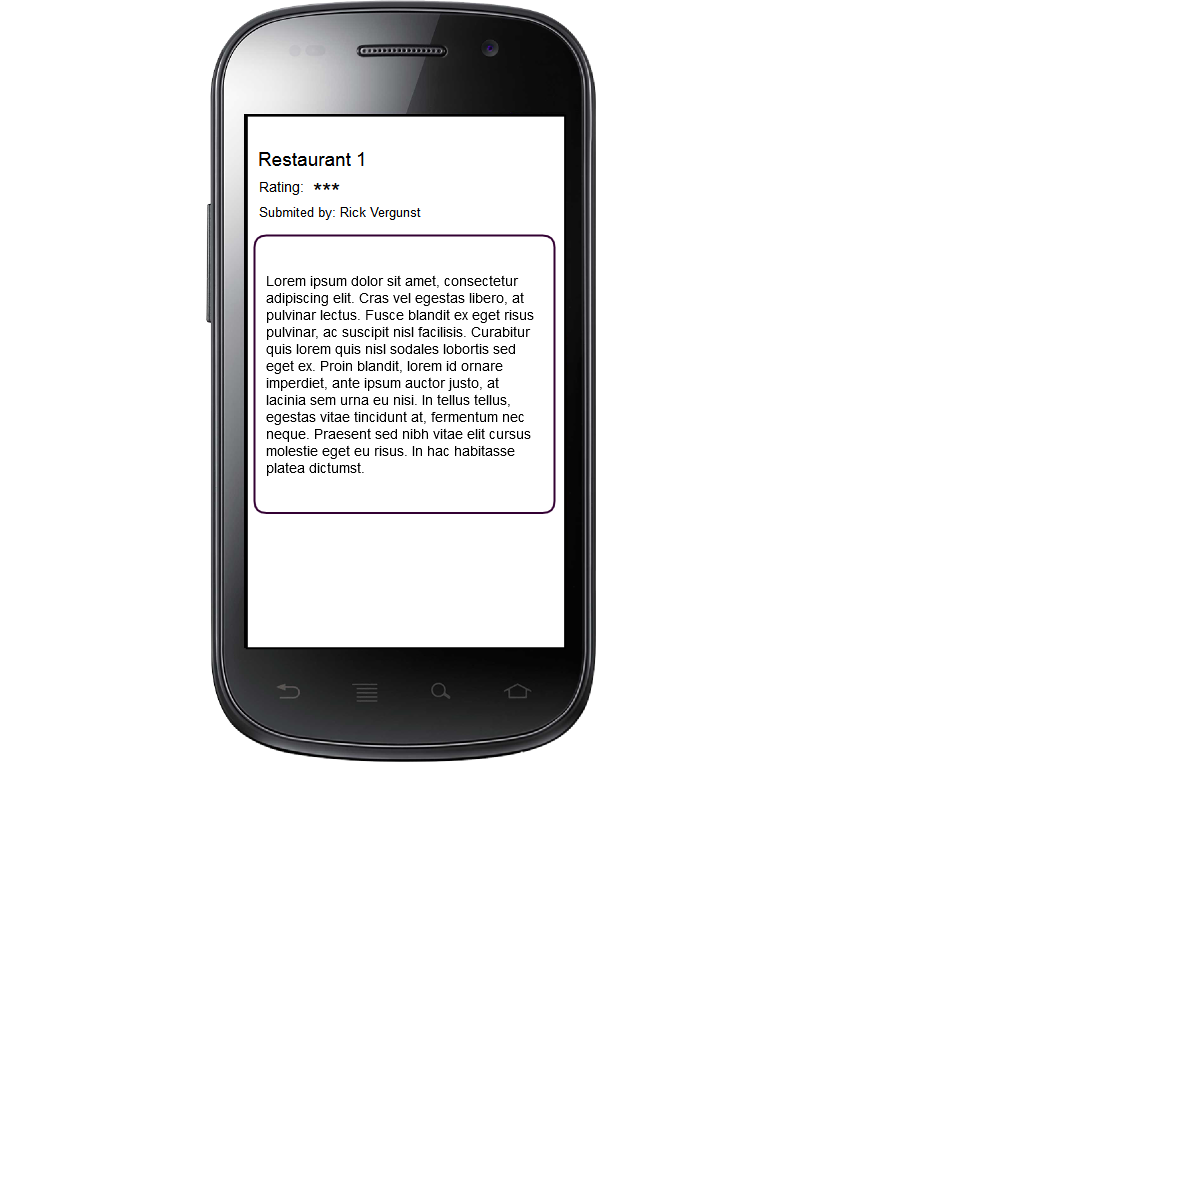 Restaurant 1
Rating: ***
Submited by: Rick Vergunst
Lorem ipsum dolor sit amet, consectetur
adipiscing elit. Cras vel egestas libero, at
pulvinar lectus. Fusce blandit ex eget risus
pulvinar, ac suscipit nisl facilisis. Curabitur
quis lorem quis nisl sodales lobortis sed
eget ex. Proin blandit, lorem id ornare
imperdiet, ante ipsum auctor justo, at
lacinia sem urna eu nisi. In tellus tellus,
egestas vitae tincidunt at, fermentum nec
neque. Praesent sed nibh vitae elit cursus
molestie eget eu risus. In hac habitasse
platea dictumst.